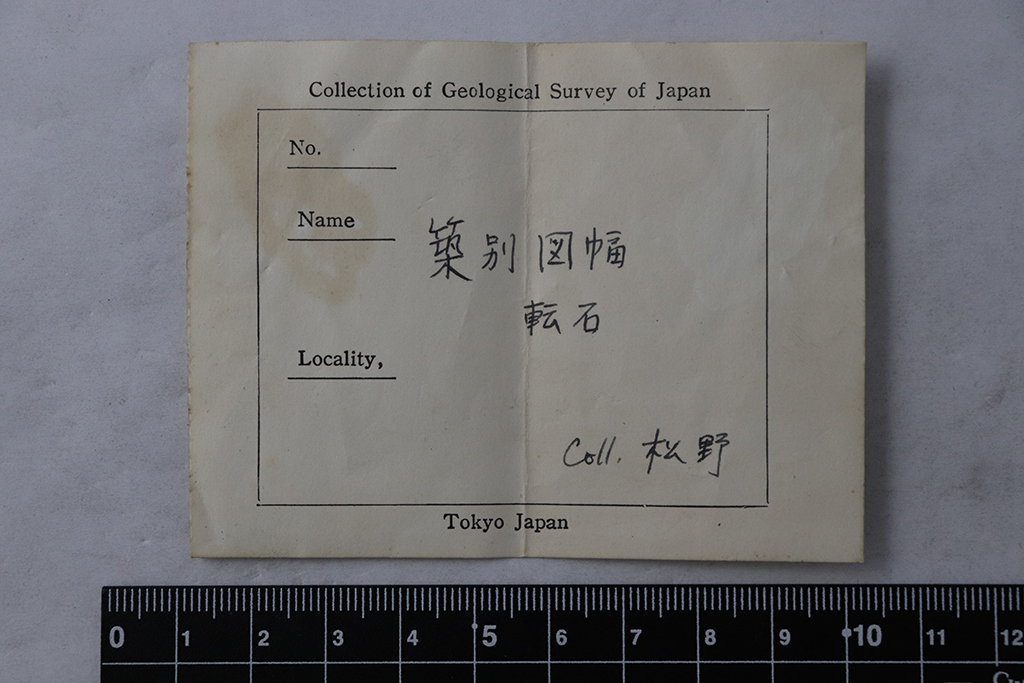 Collection of Geological Survey of Japan
No.
Name
築別図幅
転石
Locality,
Coll. 松野
Tokyo Japan
0 1 2 3 4 5 6 7 8 9 10 11 12